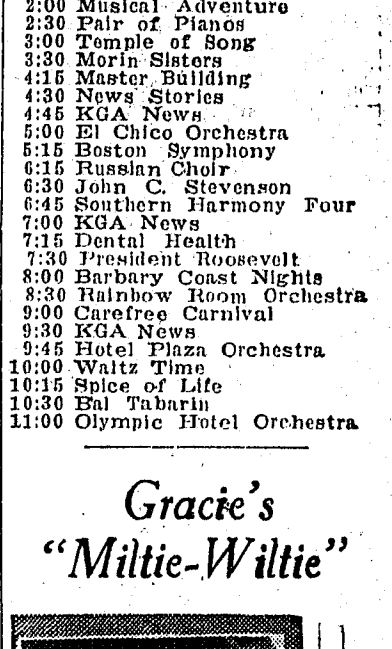 2:00 Musical Adventure
2:30 Pair of Pianos
3:00 Temple of Song
3:30 Morin Sisters
4:15 Master Building
4:30 News Stories
4:45 KGA News
5:00 El Chico Orchestra
5:15 Boston Symphony
6:15 Russian Choir
6:30 John C. Stevenson
6:45 Southern Harmony Four
7:00 KGA News
7:15 Dental Health
7:30 President Roosevelt
8:00 Barbary Coast Nights
8:30 Rainbow Room Orchestra
9:00 Carefree Carnival
9:30 KGA News
9:45 Hotel Plaza Orchestra
10:00 Waltz Time
10:15 Spice of Life
10:30 Bal Tabarin
11:00 Olympic Hotel Orchestra
Gracie's
"Miltie-Wiltie"